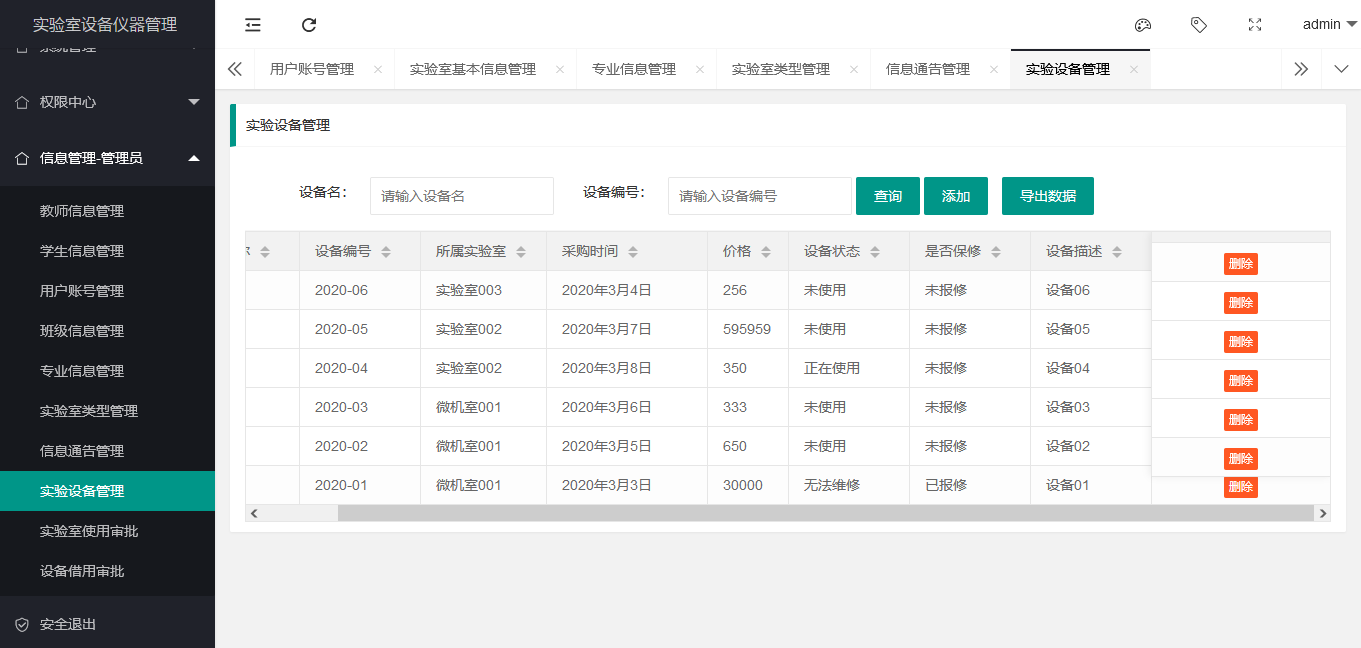 实验室设备仪器管理
admin
系统管理
权限中心
信息管理-管理员
教师信息管理
学生信息管理
用户账号管理
班级信息管理
专业信息管理
实验室类型管理
信息通告管理
实验设备管理
实验室使用审批
设备借用审批
安全退出
用户账号管理 实验室基本信息管理 专业信息管理 实验室类型管理 信息通告管理 实验设备管理
实验设备管理
设备名： 请输入设备名 设备编号： 请输入设备编号 查询 添加 导出数据
设备编号 所属实验室 采购时间 价格 设备状态 是否保修 设备描述
2020-06 实验室003 2020年3月4日 256 未使用 未报修 设备06 删除
2020-05 实验室002 2020年3月7日 595959 未使用 未报修 设备05 删除
2020-04 实验室002 2020年3月8日 350 正在使用 未报修 设备04 删除
2020-03 微机室001 2020年3月6日 333 未使用 未报修 设备03 删除
2020-02 微机室001 2020年3月5日 650 未使用 未报修 设备02 删除
2020-01 微机室001 2020年3月3日 30000 无法维修 已报修 设备01 删除
删除